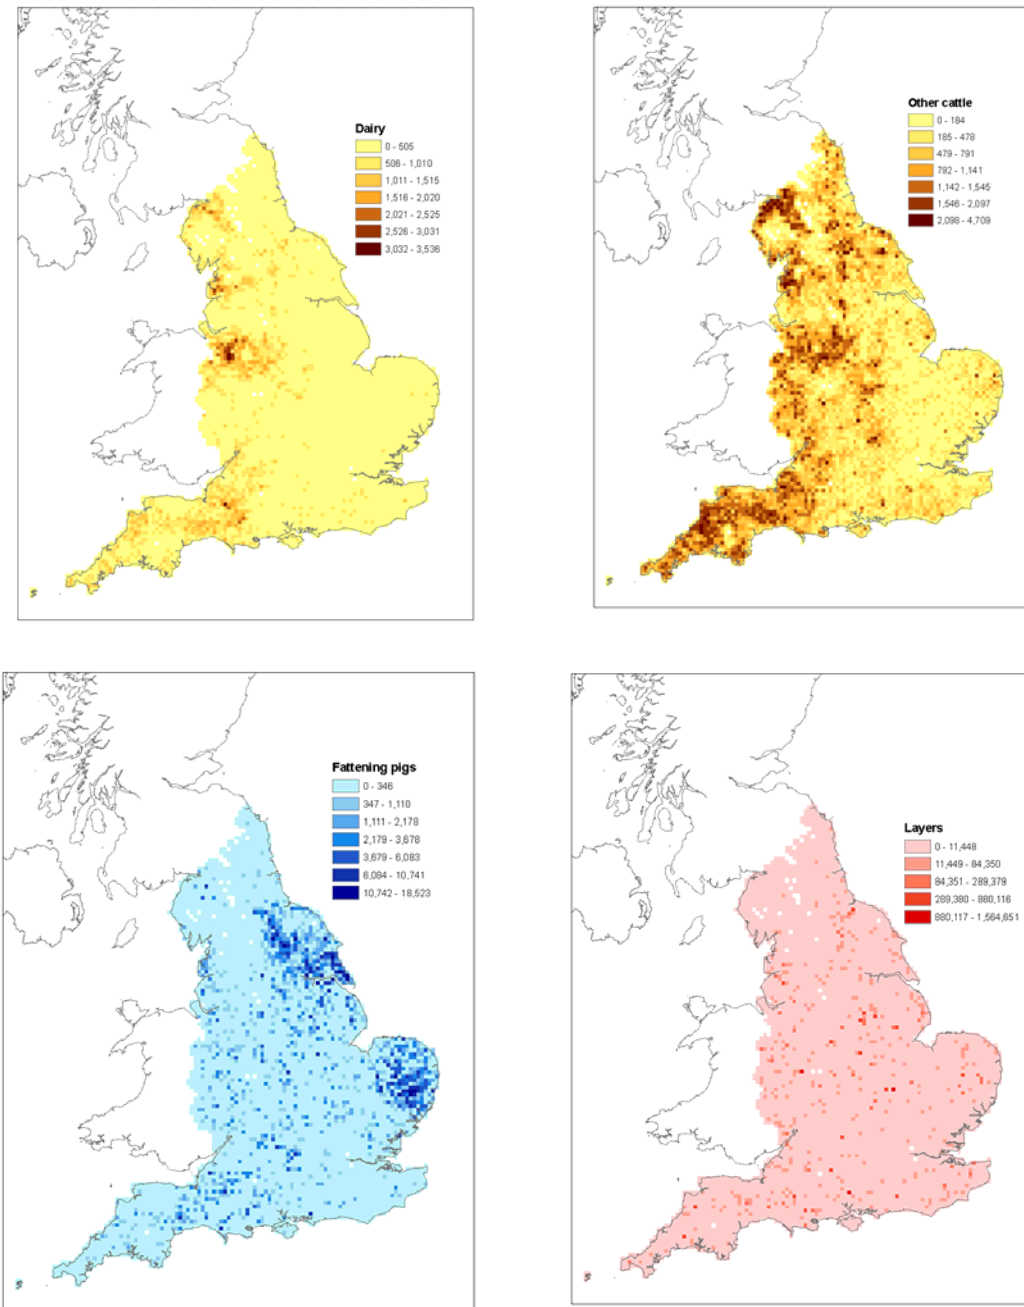 Dairy
0 - 505
506 - 1,010
1,011 - 1,515
1,516 - 2,020
2,021 - 2,525
2,526 - 3,031
3,032 - 3,536
Other cattle
0 - 184
185 - 478
479 - 791
792 - 1,141
1,142 - 1,545
1,546 - 2,097
2,098 - 4,709
Fattening pigs
0 - 346
347 - 1,110
1,111 - 2,178
2,179 - 3,678
3,679 - 6,083
6,084 - 10,741
10,742 - 18,523
Layers
0 - 11,448
11,449 - 84,350
84,351 - 289,379
289,380 - 880,116
880,117 - 1,564,651